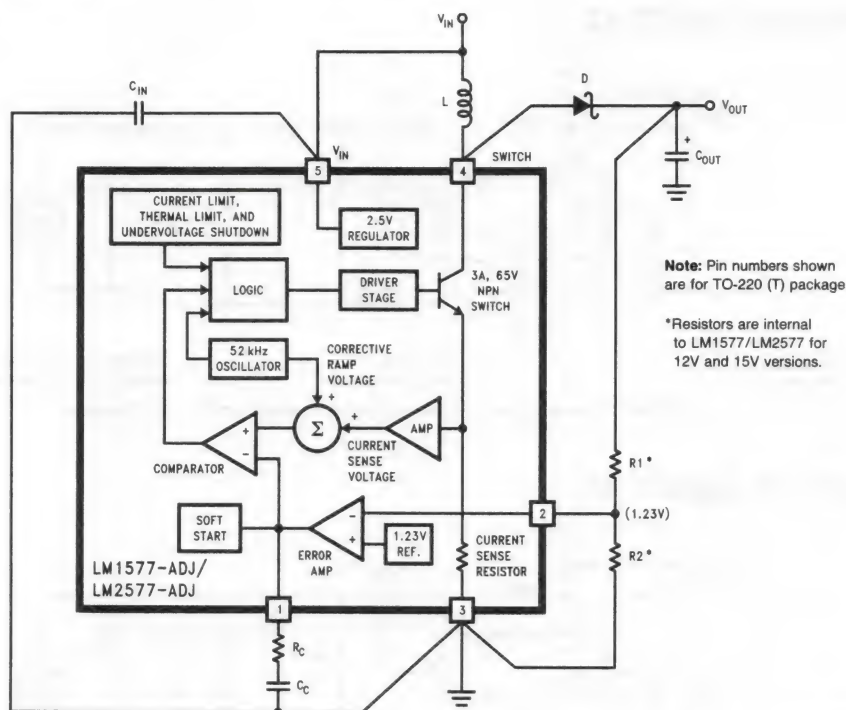 V_IN
C_IN
L
D
V_OUT
+
C_OUT
V_IN
5
4
SWITCH
CURRENT LIMIT,
THERMAL LIMIT, AND
UNDERVOLTAGE SHUTDOWN
2.5V
REGULATOR
LOGIC
DRIVER
STAGE
3A, 65V
NPN
SWITCH
Note: Pin numbers shown
are for TO-220 (T) package
*Resistors are internal
to LM1577/LM2577 for
12V and 15V versions.
52 kHz
OSCILLATOR
CORRECTIVE
RAMP
VOLTAGE
+
+
Σ
+
−
COMPARATOR
CURRENT
SENSE
VOLTAGE
AMP
R1*
2
(1.23V)
R2*
SOFT
START
−
+
ERROR
AMP
1.23V
REF.
CURRENT
SENSE
RESISTOR
LM1577-ADJ/
LM2577-ADJ
1
3
R_C
C_C